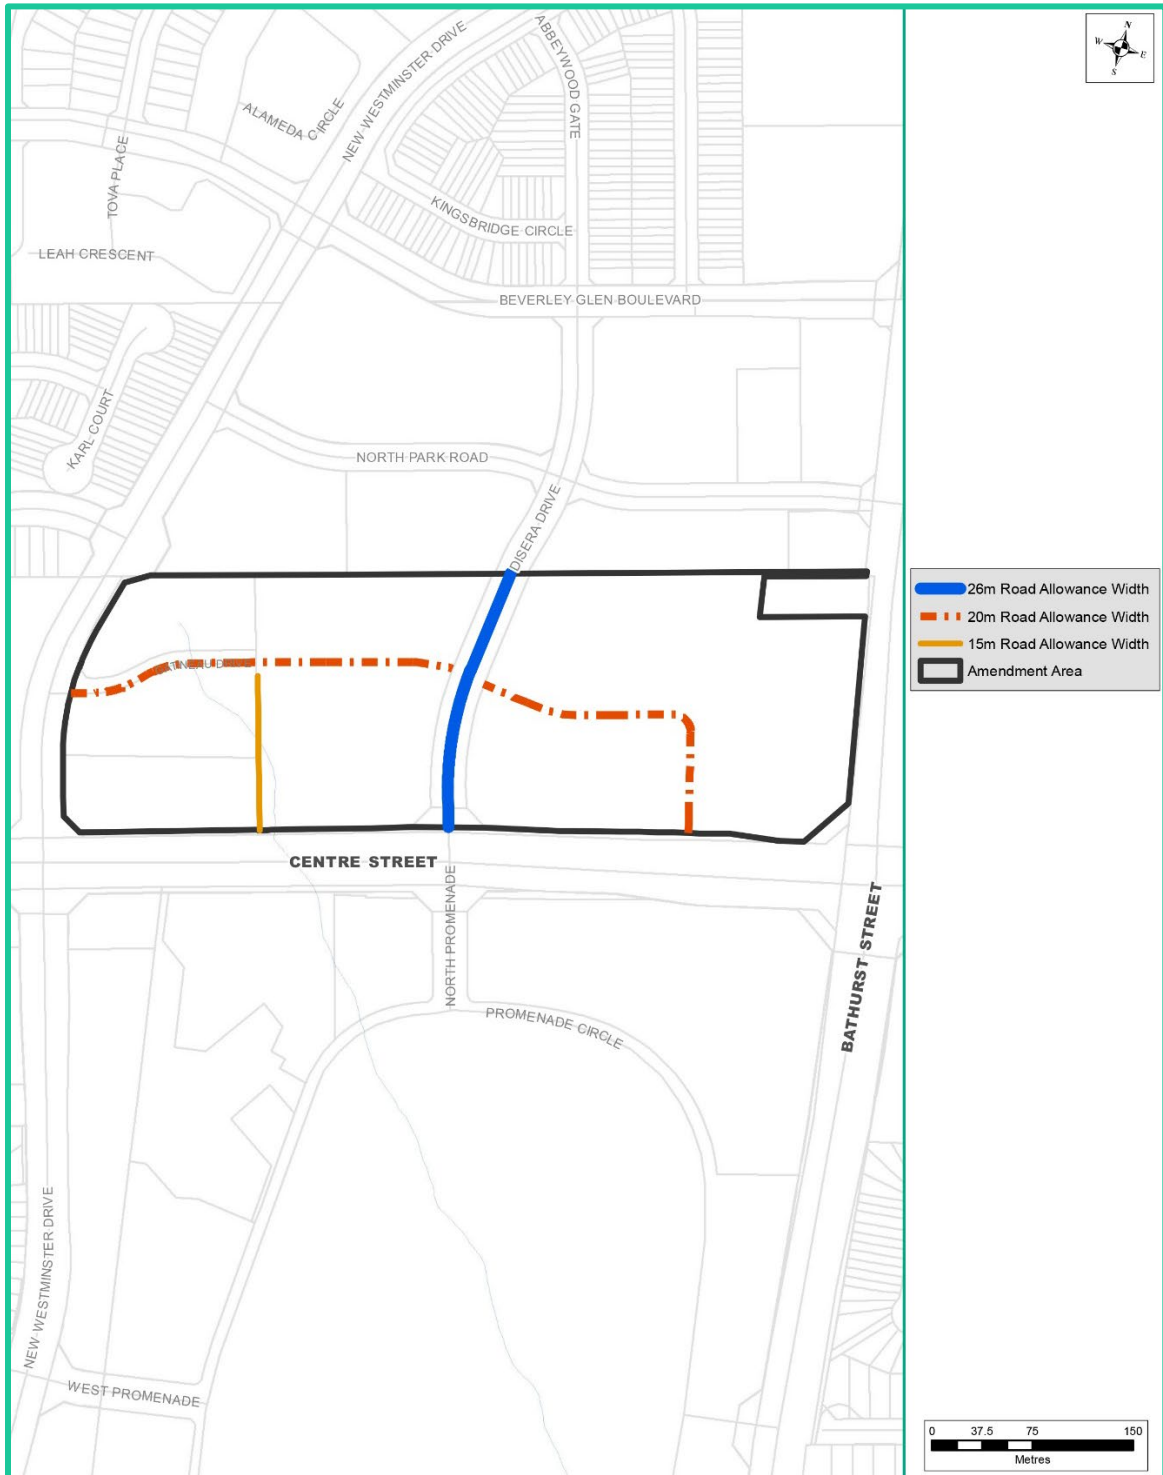 N
W E
S
ABBEYWOOD GATE
NEW WESTMINSTER DRIVE
ALAMEDA CIRCLE
TOVA PLACE
KINGSBRIDGE CIRCLE
LEAH CRESCENT
BEVERLEY GLEN BOULEVARD
KARL COURT
NORTH PARK ROAD
DISERA DRIVE
26m Road Allowance Width
20m Road Allowance Width
15m Road Allowance Width
Amendment Area
DRIVE
CENTRE STREET
NORTH PROMENADE
BATHURST STREET
PROMENADE CIRCLE
NEW WESTMINSTER DRIVE
WEST PROMENADE
0 37.5 75 150
Metres